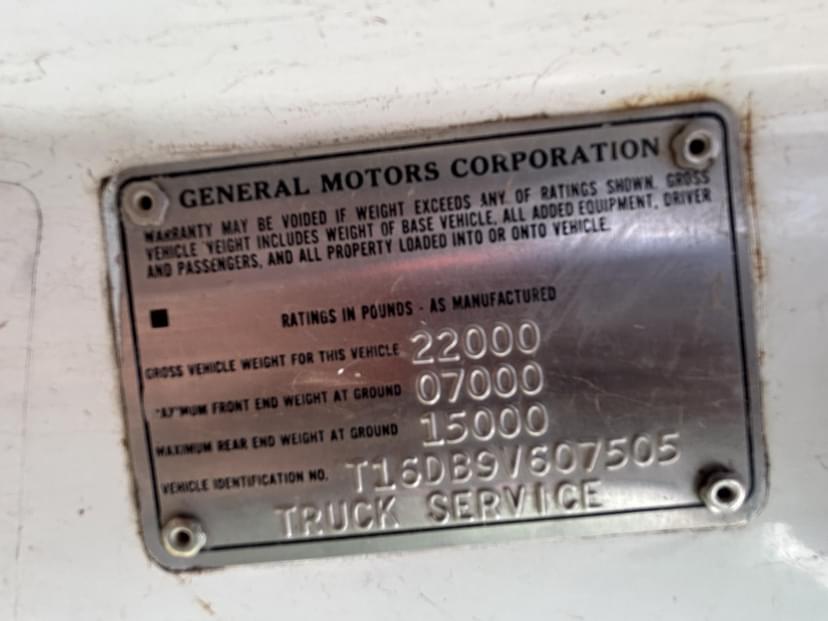 GENERAL MOTORS CORPORATION
WARRANTY MAY BE VOIDED IF WEIGHT EXCEEDS ANY OF RATINGS SHOWN. GROSS
VEHICLE WEIGHT INCLUDES WEIGHT OF BASE VEHICLE, ALL ADDED EQUIPMENT, DRIVER
AND PASSENGERS, AND ALL PROPERTY LOADED INTO OR ONTO VEHICLE.
RATINGS IN POUNDS - AS MANUFACTURED
GROSS VEHICLE WEIGHT FOR THIS VEHICLE 22000
MAXIMUM FRONT END WEIGHT AT GROUND 07000
MAXIMUM REAR END WEIGHT AT GROUND 15000
VEHICLE IDENTIFICATION NO. T16DB9V607505
TRUCK SERVICE